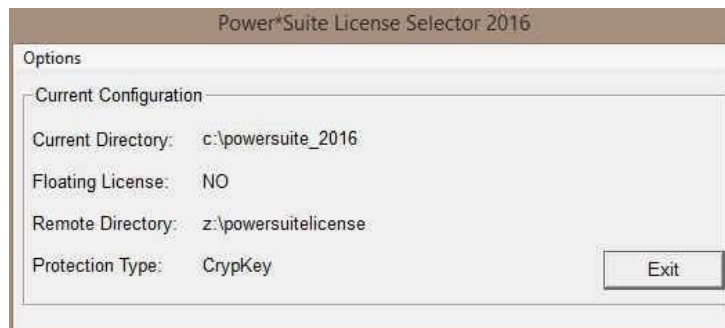 Power*Suite License Selector 2016
Options
Current Configuration
Current Directory: c:\powersuite_2016
Floating License: NO
Remote Directory: z:\powersuitelicense
Protection Type: CrypKey
Exit